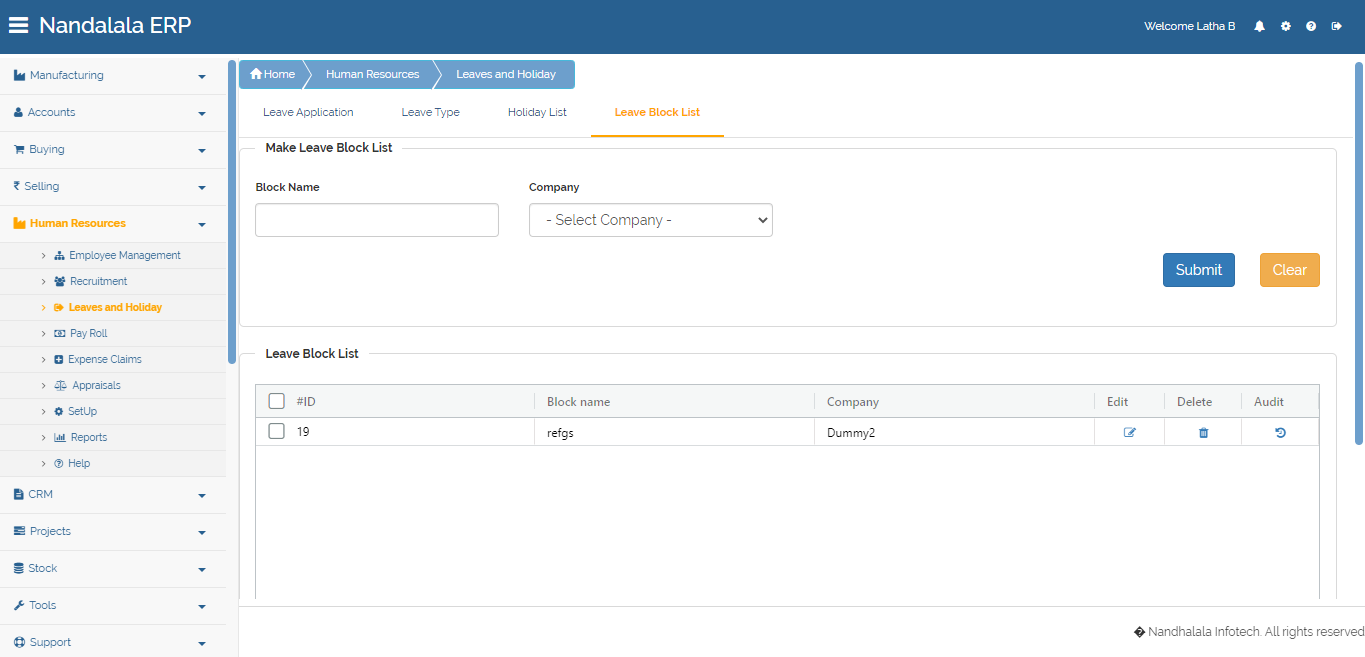 Nandalala ERP
Welcome Latha B
Manufacturing
Accounts
Buying
Selling
Human Resources
Employee Management
Recruitment
Leaves and Holiday
Pay Roll
Expense Claims
Appraisals
SetUp
Reports
Help
CRM
Projects
Stock
Tools
Support
Home Human Resources Leaves and Holiday
Leave Application Leave Type Holiday List Leave Block List
Make Leave Block List
Block Name Company
- Select Company -
Submit Clear
Leave Block List
#ID Block name Company Edit Delete Audit
19 refgs Dummy2
� Nandhalala Infotech. All rights reserved